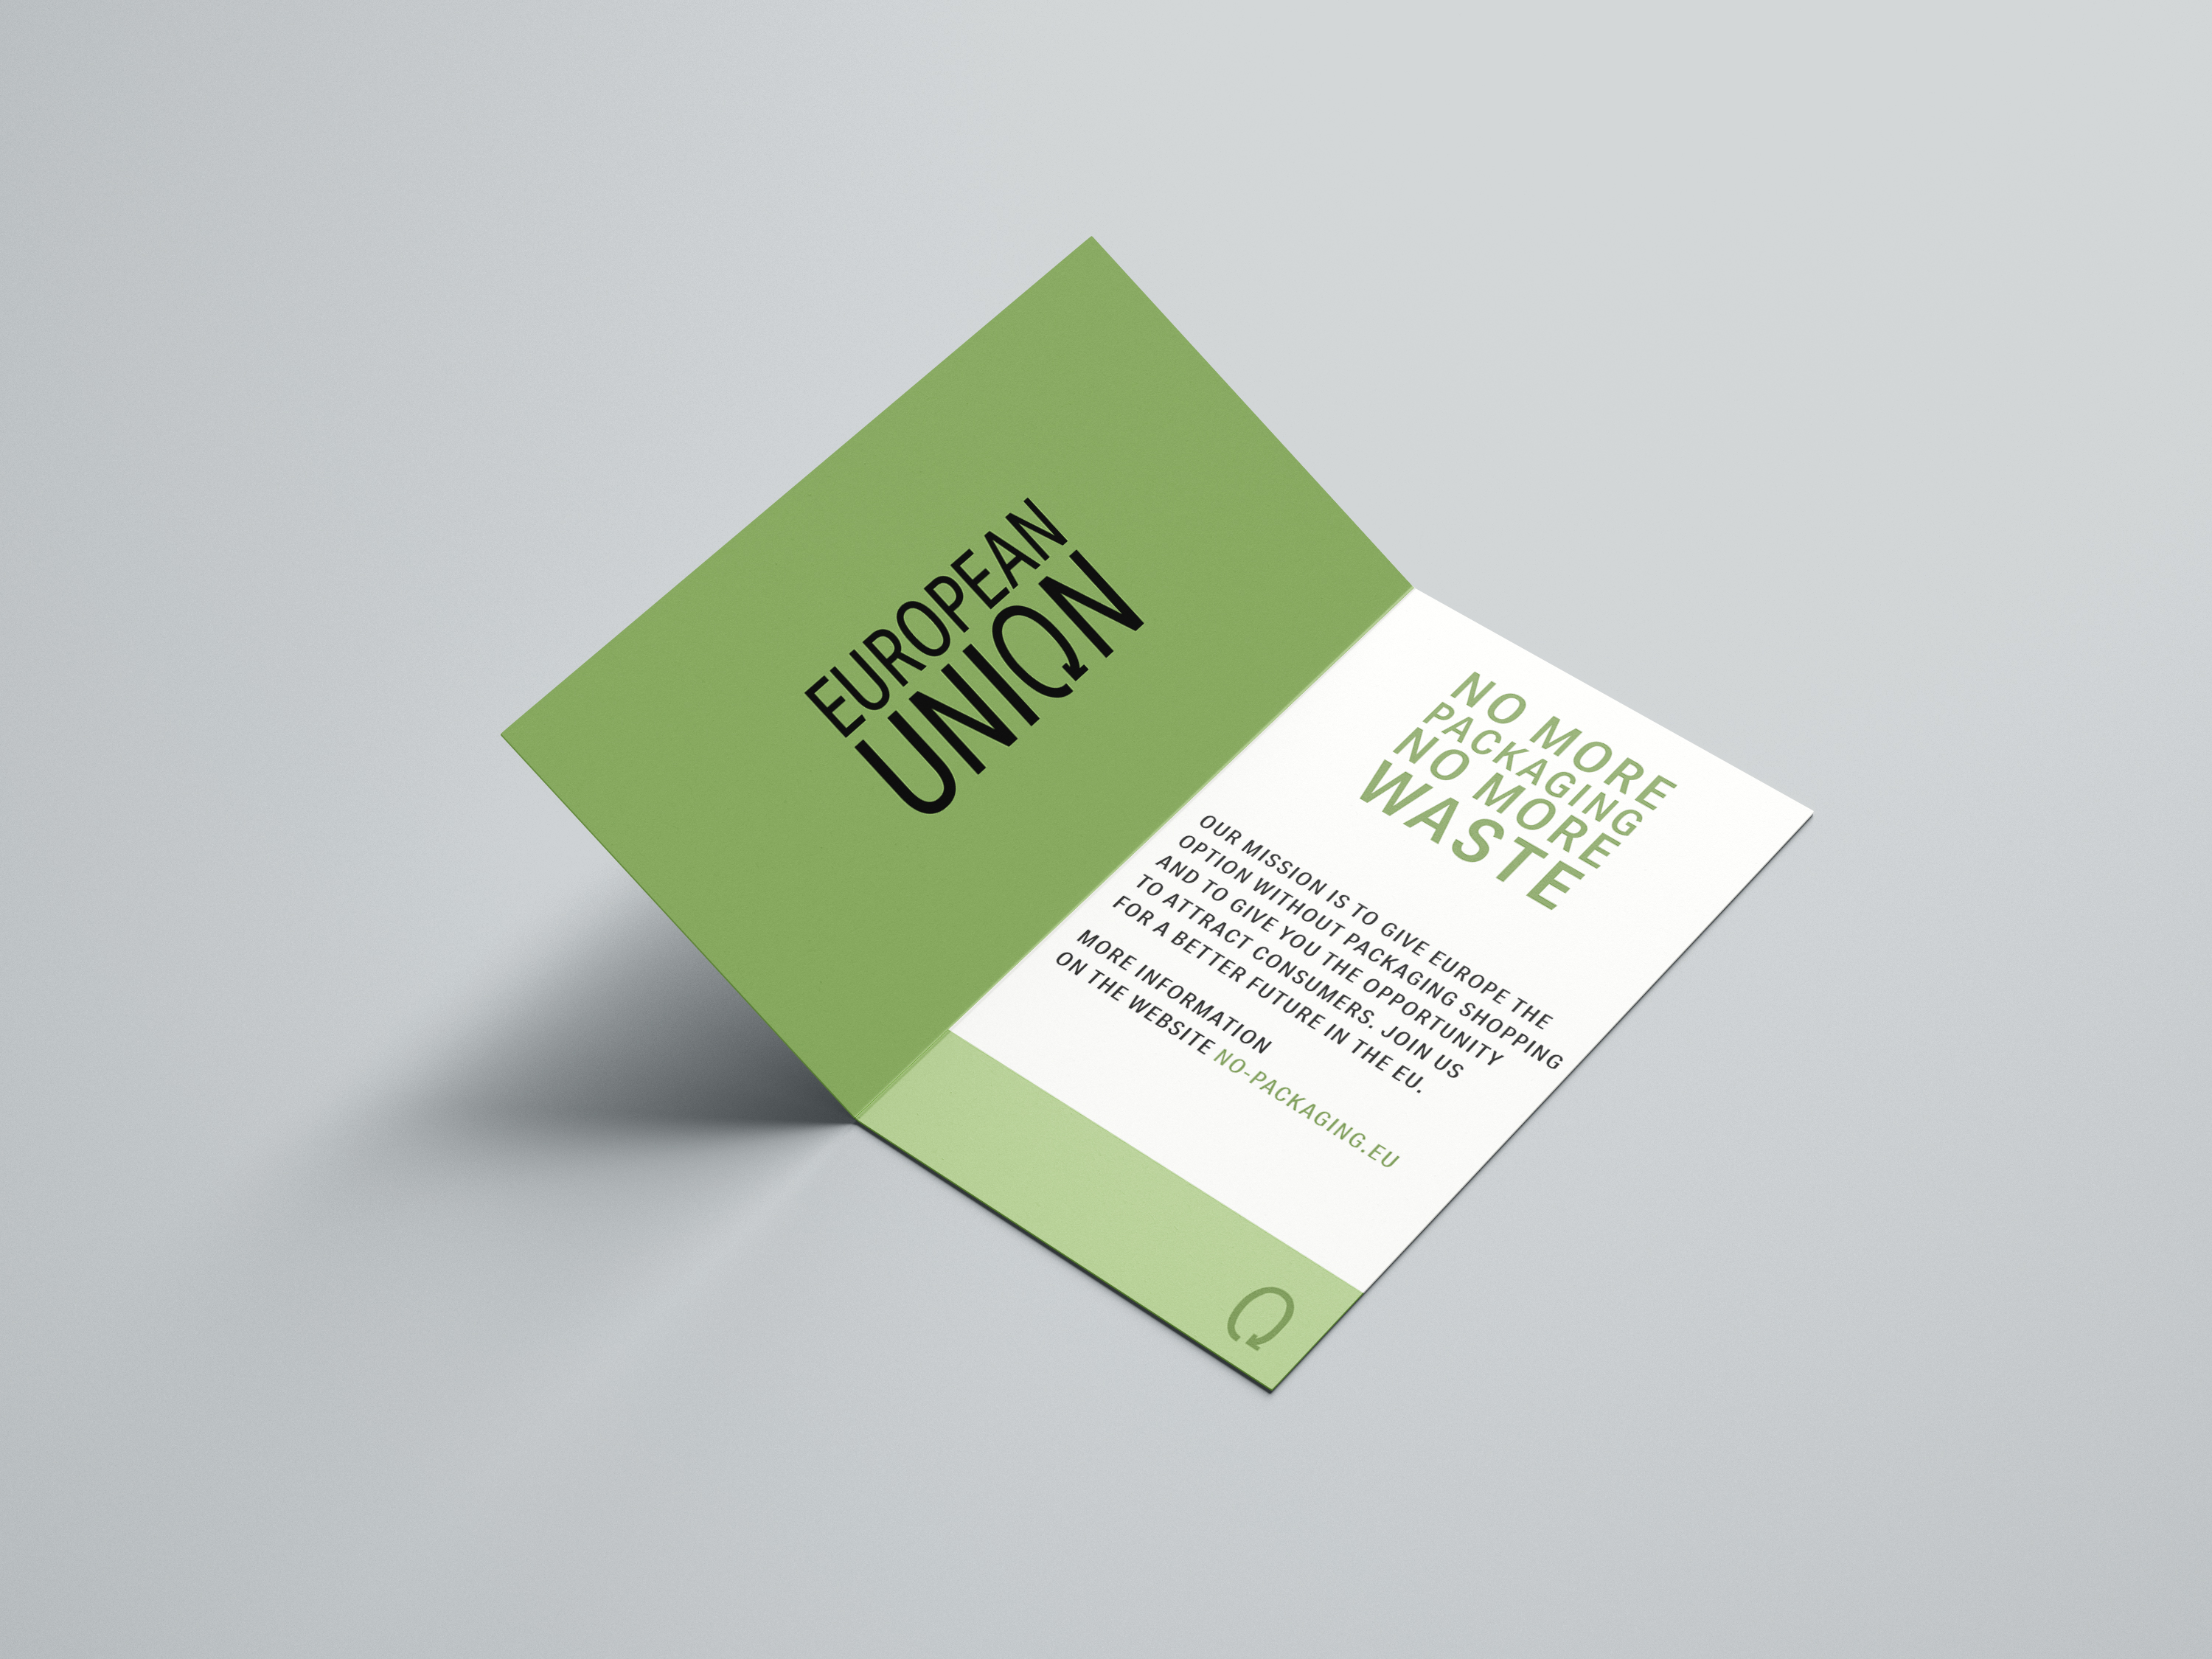 EUROPEAN
UNION
NO MORE
PACKAGING
NO MORE
WASTE
OUR MISSION IS TO GIVE EUROPE THE
OPTION WITHOUT PACKAGING SHOPPING
AND TO GIVE YOU THE OPPORTUNITY
TO ATTRACT CONSUMERS. JOIN US
FOR A BETTER FUTURE IN THE EU.
MORE INFORMATION
ON THE WEBSITE NO-PACKAGING.EU